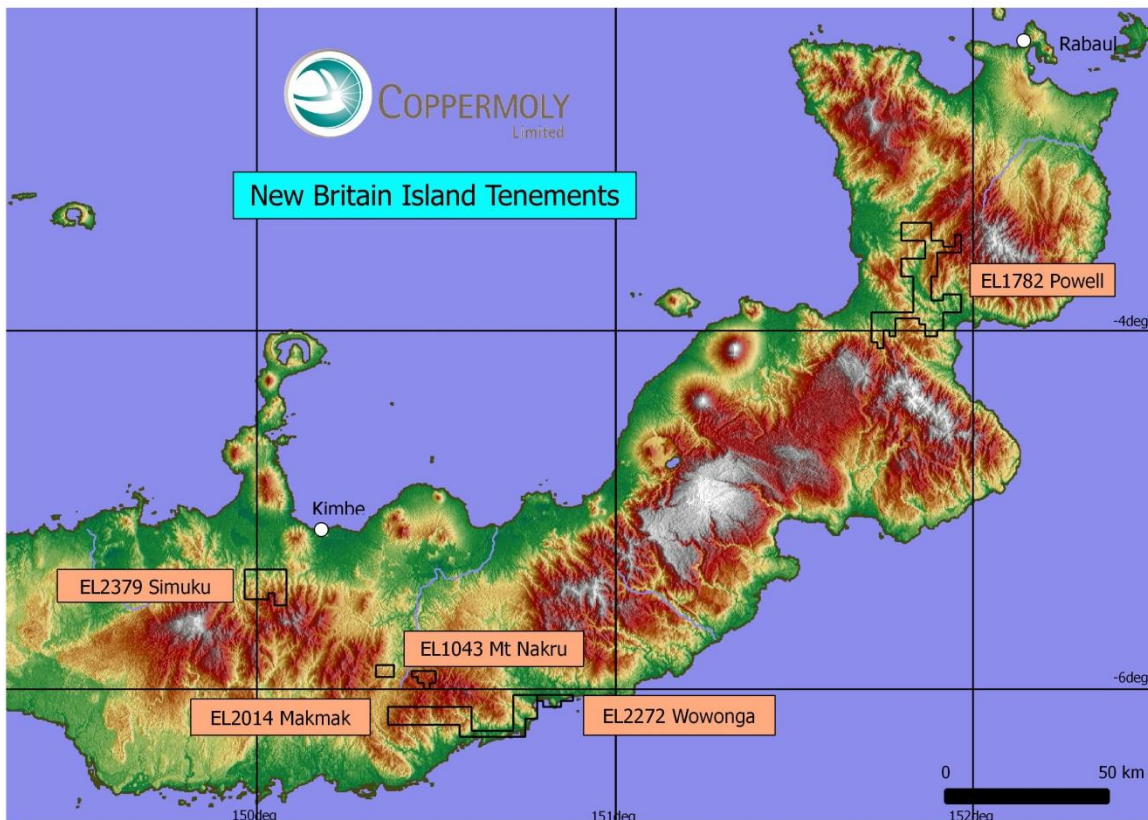 Rabaul
COPPERMOLY
Limited
New Britain Island Tenements
EL1782 Powell
-4deg
Kimbe
EL2379 Simuku
EL1043 Mt Nakru
-6deg
EL2014 Makmak
EL2272 Wowonga
0 50 km
150deg
151deg
152deg